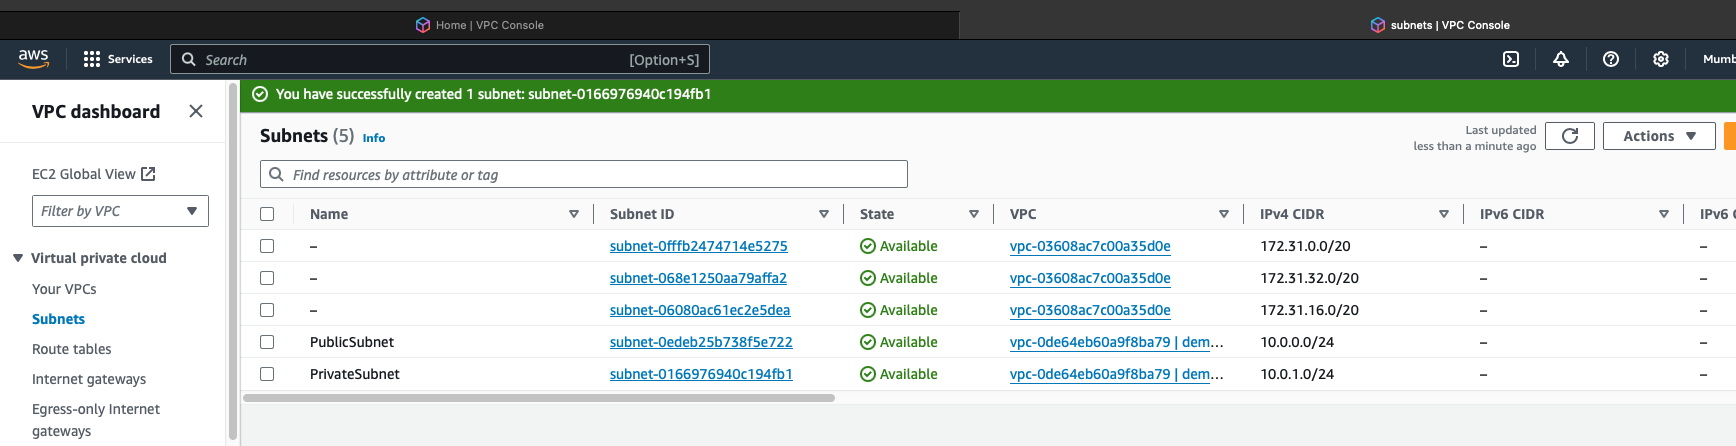 Home | VPC Console
subnets | VPC Console
aws
Services
Search
[Option+S]
Mumb
VPC dashboard
EC2 Global View
Filter by VPC
Virtual private cloud
Your VPCs
Subnets
Route tables
Internet gateways
Egress-only Internet
gateways
You have successfully created 1 subnet: subnet-0166976940c194fb1
Subnets (5) Info
Last updated
less than a minute ago
Actions
Find resources by attribute or tag
Name Subnet ID State VPC IPv4 CIDR IPv6 CIDR IPv6 C
– subnet-0fffb2474714e5275 Available vpc-03608ac7c00a35d0e 172.31.0.0/20 – –
– subnet-068e1250aa79affa2 Available vpc-03608ac7c00a35d0e 172.31.32.0/20 – –
– subnet-06080ac61ec2e5dea Available vpc-03608ac7c00a35d0e 172.31.16.0/20 – –
PublicSubnet subnet-0edeb25b738f5e722 Available vpc-0de64eb60a9f8ba79 | dem... 10.0.0.0/24 – –
PrivateSubnet subnet-0166976940c194fb1 Available vpc-0de64eb60a9f8ba79 | dem... 10.0.1.0/24 – –